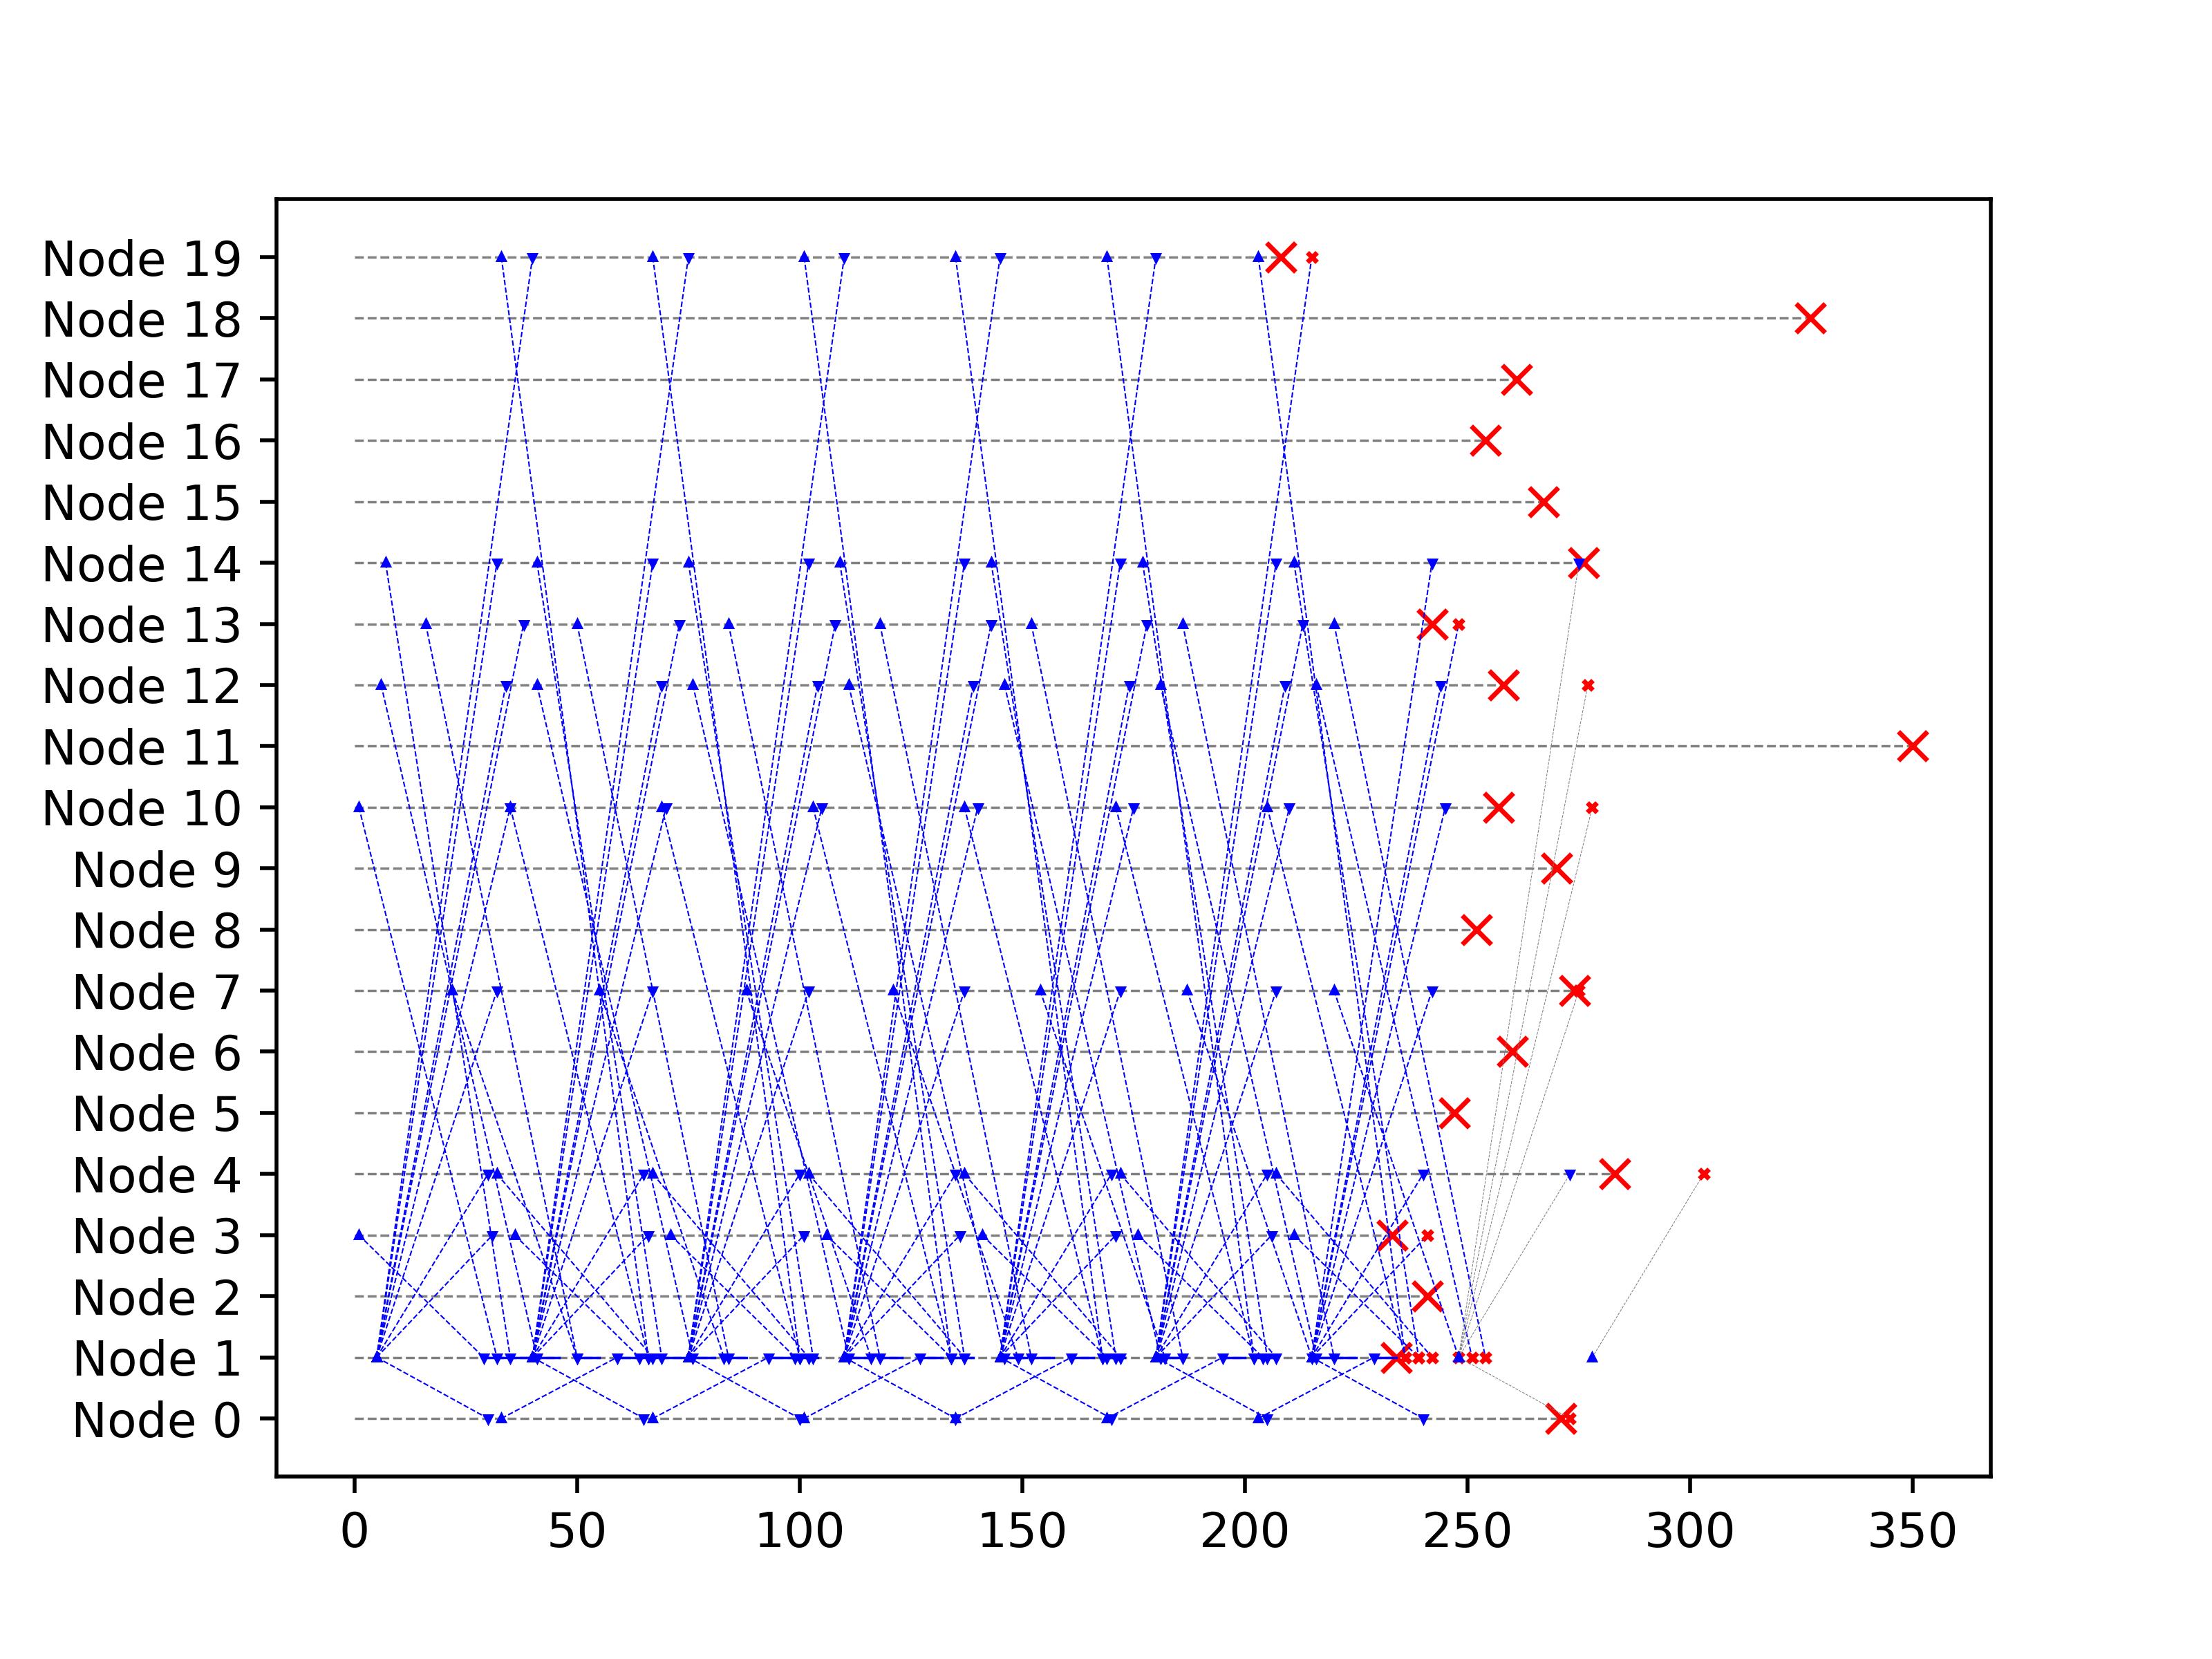 Node 19
Node 18
Node 17
Node 16
Node 15
Node 14
Node 13
Node 12
Node 11
Node 10
Node 9
Node 8
Node 7
Node 6
Node 5
Node 4
Node 3
Node 2
Node 1
Node 0
0 50 100 150 200 250 300 350